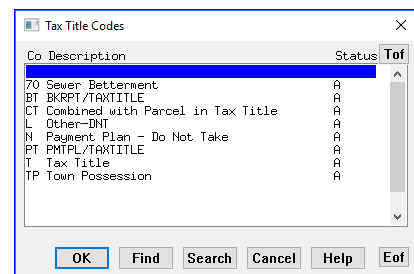 Tax Title Codes
Co Description Status Tof
70 Sewer Betterment A
BT BKRPT/TAXTITLE A
CT Combined with Parcel in Tax Title A
L Other-DNT A
N Payment Plan - Do Not Take A
PT PMTPL/TAXTITLE A
T Tax Title A
TP Town Possession A
OK Find Search Cancel Help Eof